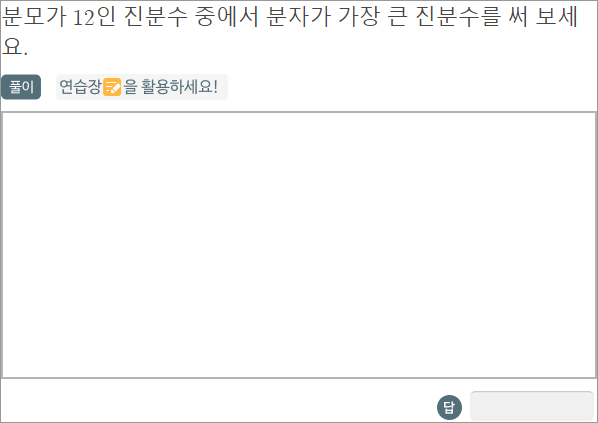 분모가 12인 진분수 중에서 분자가 가장 큰 진분수를 써 보세
요.
풀이 연습장을 활용하세요!
답